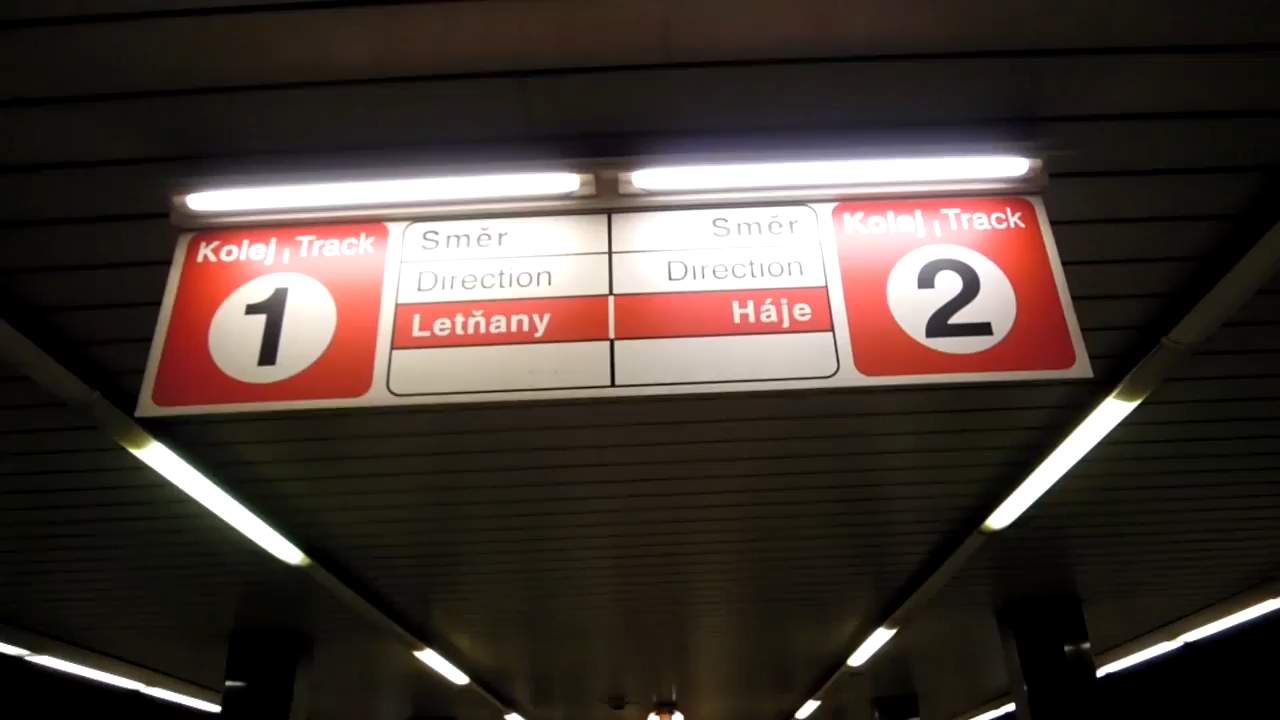 Kolej | Track
1
Směr
Direction
Letňany
Směr
Direction
Háje
Kolej | Track
2